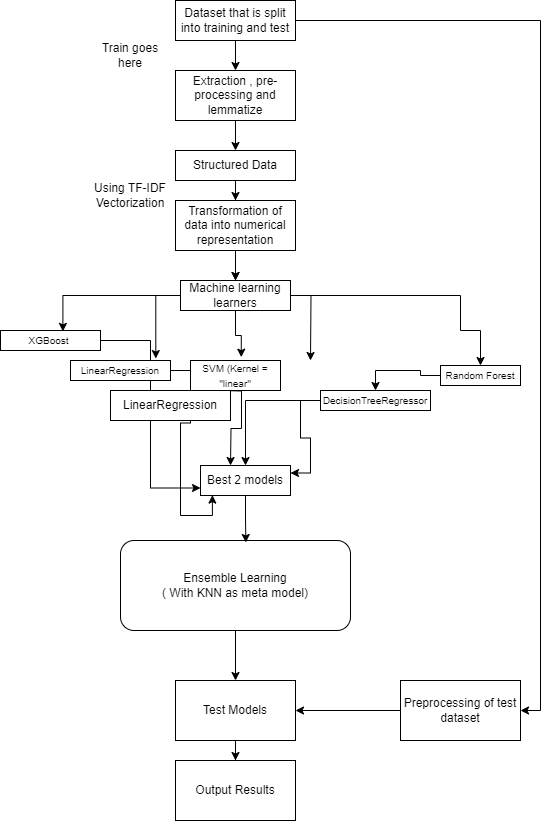 Dataset that is split
into training and test
Train goes
here
Extraction , pre-
processing and
lemmatize
Structured Data
Using TF-IDF
Vectorization
Transformation of
data into numerical
representation
Machine learning
learners
XGBoost
LinearRegression
SVM (Kernel =
"linear"
Random Forest
LinearRegression
DecisionTreeRegressor
Best 2 models
Ensemble Learning
( With KNN as meta model)
Test Models
Preprocessing of test
dataset
Output Results